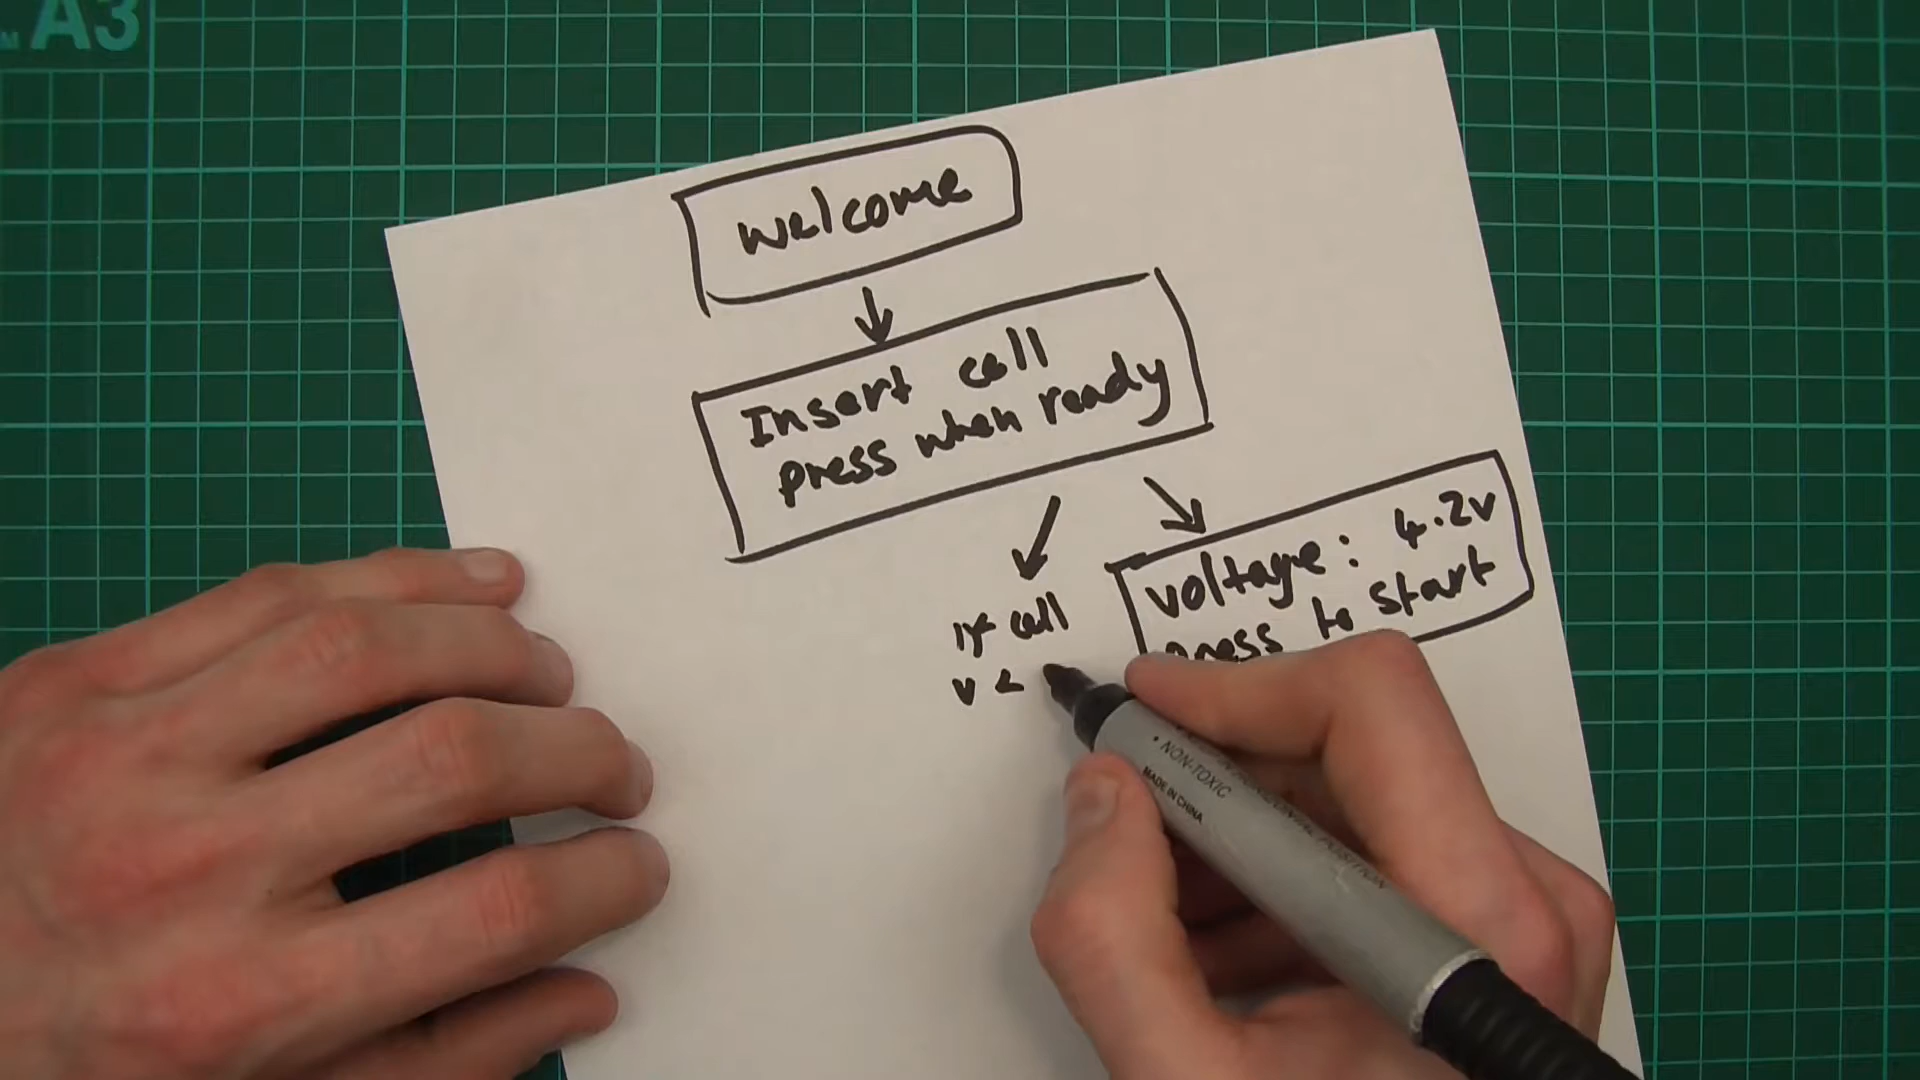 A3
welcome
Insert cell
press when ready
if cell
v <
voltage: 4.2v
press to start
• NON-TOXIC
MADE IN CHINA